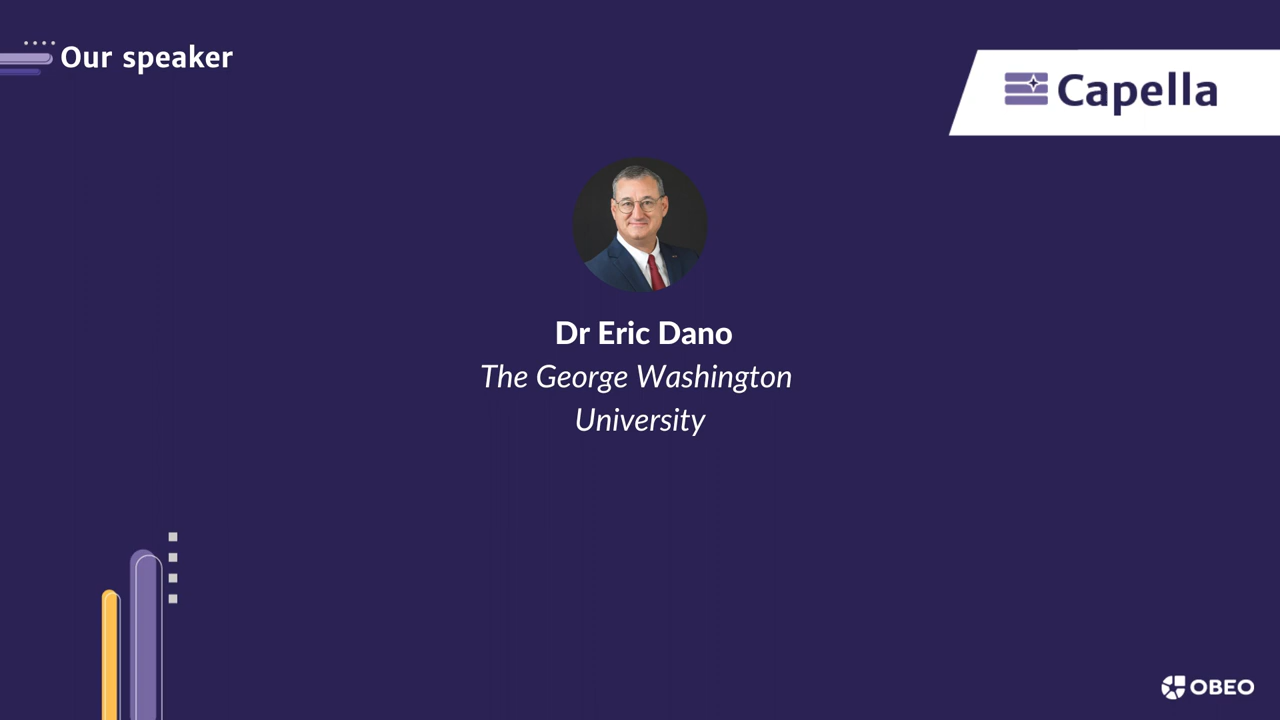 Our speaker
Capella
Dr Eric Dano
The George Washington
University
OBEO